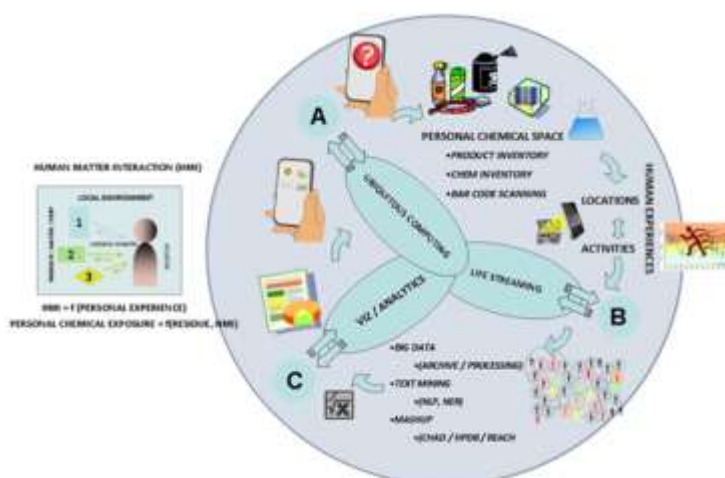 ?
A
PERSONAL CHEMICAL SPACE
•PRODUCT INVENTORY
•CHEM INVENTORY
•BAR CODE SCANNING
HUMAN MATTER INTERACTION (HMI)
LOCAL ENVIRONMENT
1
2
3
HMI = f (PERSONAL EXPERIENCE)
PERSONAL CHEMICAL EXPOSURE = f(RESIDUE, HMI)
UBIQUITOUS COMPUTING
LIFE STREAMING
VIZ / ANALYTICS
LOCATIONS
ACTIVITIES
HUMAN EXPERIENCES
B
C
•BIG DATA
•(ARCHIVE / PROCESSING)
•TEXT MINING
•(NLP, NER)
•MASHUP
•(CHAD / HPDB / REACH